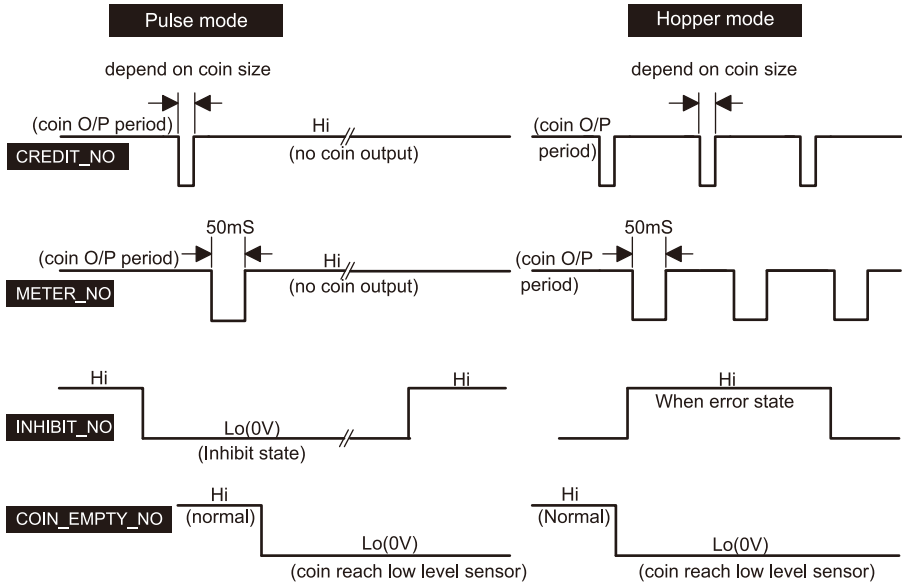 Pulse mode
Hopper mode
depend on coin size
depend on coin size
(coin O/P period)
Hi
(coin O/P
CREDIT_NO
(no coin output)
period)
50mS
50mS
(coin O/P period)
Hi
(coin O/P
METER_NO
(no coin output)
period)
Hi
Hi
Hi
When error state
INHIBIT_NO
Lo(0V)
(Inhibit state)
Hi
Hi
COIN_EMPTY_NO
(normal)
(Normal)
Lo(0V)
Lo(0V)
(coin reach low level sensor)
(coin reach low level sensor)